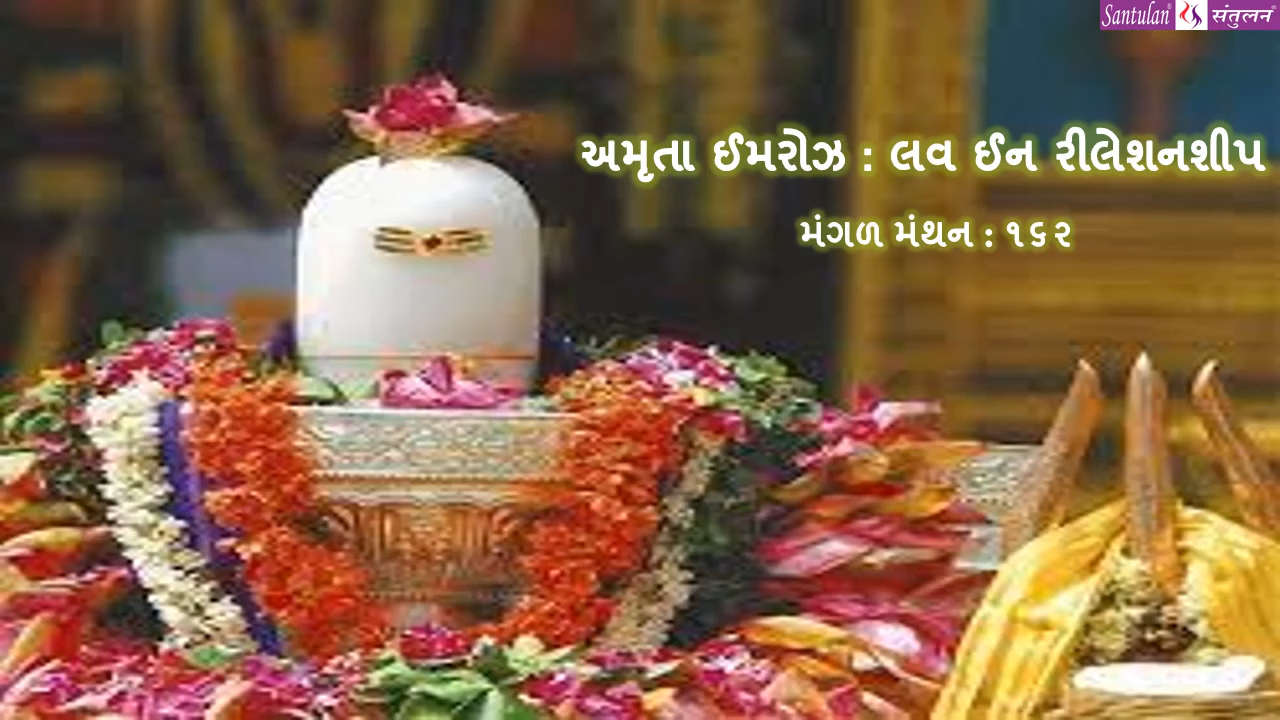 Santulan® संतुलन®
અમૃતા ઈમરોઝ : લવ ઈન રીલેશનશીપ
મંગળ મંથન : ૧૬૨